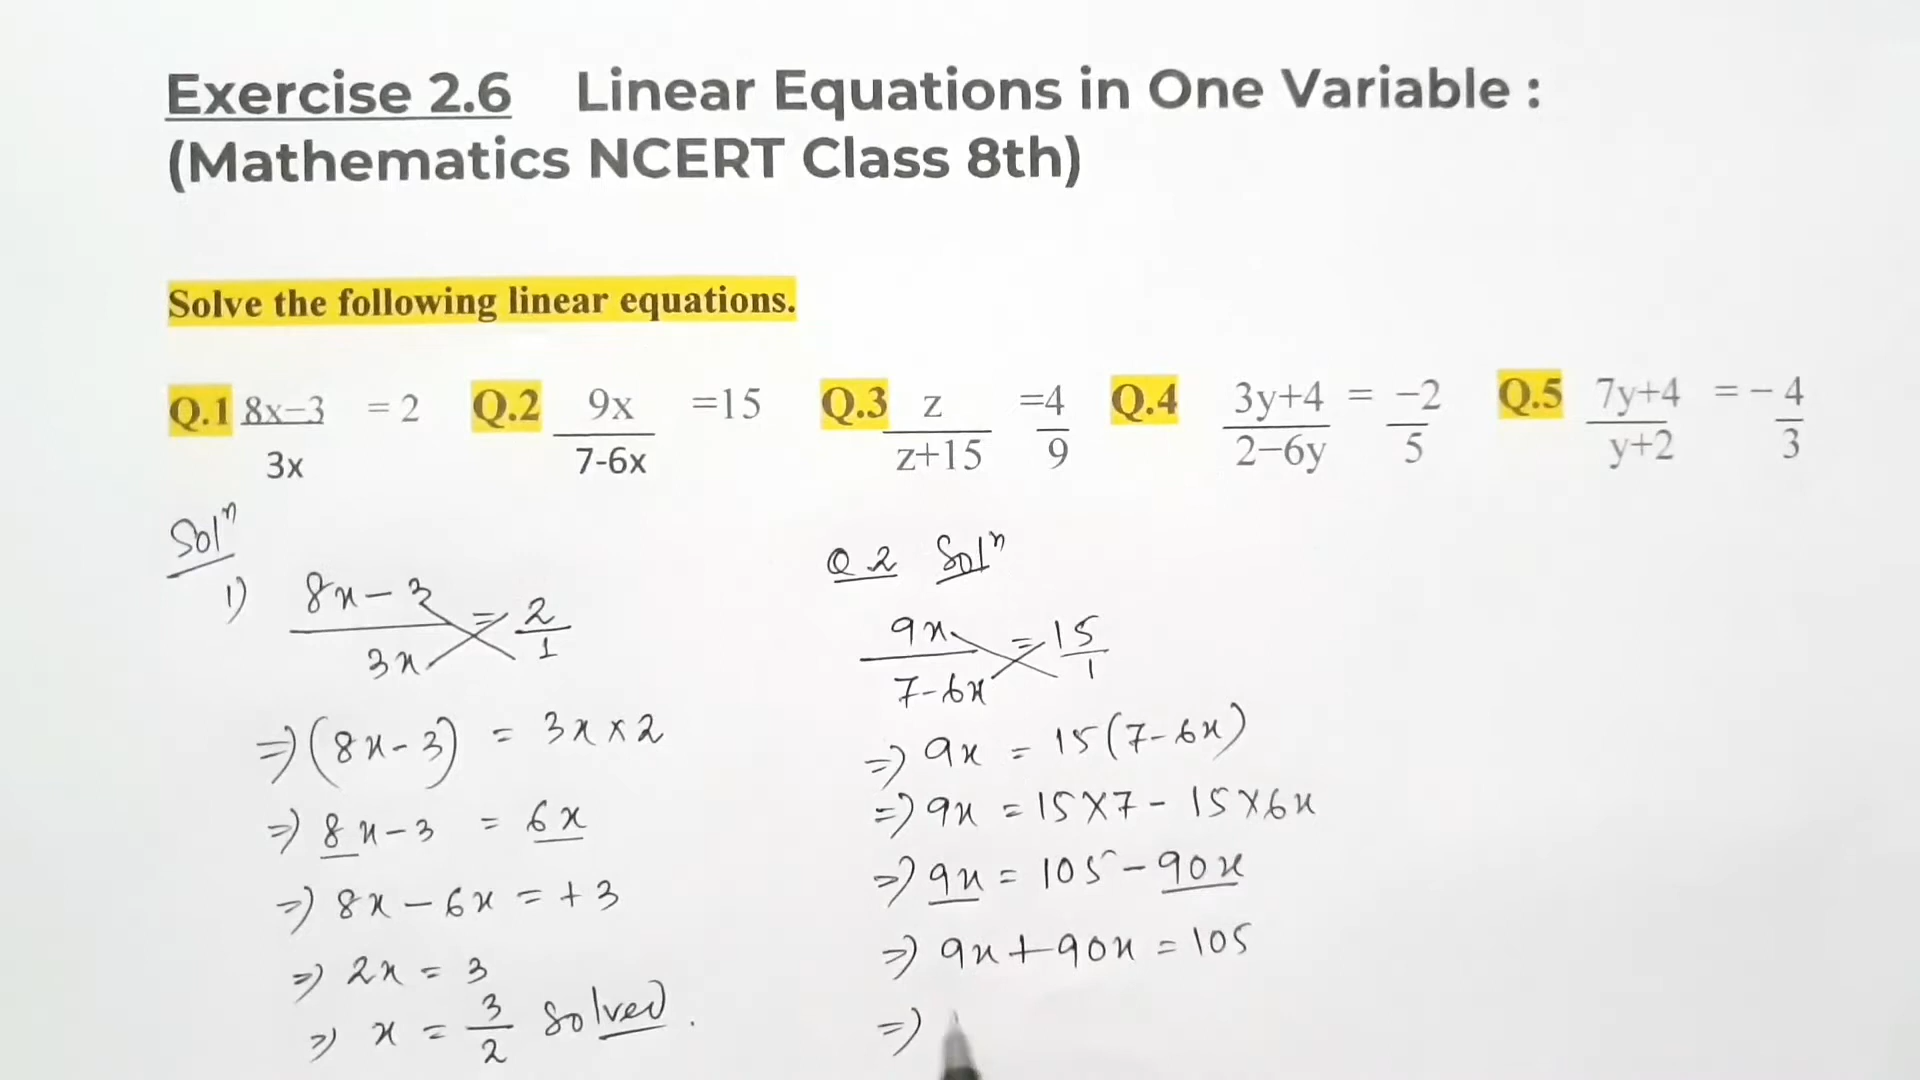 Exercise 2.6 Linear Equations in One Variable :
(Mathematics NCERT Class 8th)
Solve the following linear equations.
Q.1 8x−3 = 2 Q.2 9x =15 Q.3 z =4 Q.4 3y+4 = −2 Q.5 7y+4 = − 4
3x 7-6x z+15 9 2−6y 5 y+2 3
Solⁿ
1) 8x − 3 = 2
3x 1
⇒ (8x - 3) = 3x × 2
⇒ 8x - 3 = 6x
⇒ 8x − 6x = + 3
⇒ 2x = 3
⇒ x = 3/2 Solved.
Q 2 Solⁿ
9x = 15
7-6x 1
⇒ 9x = 15(7-6x)
⇒ 9x = 15×7 - 15×6x
⇒ 9x = 105 - 90x
⇒ 9x + 90x = 105
⇒